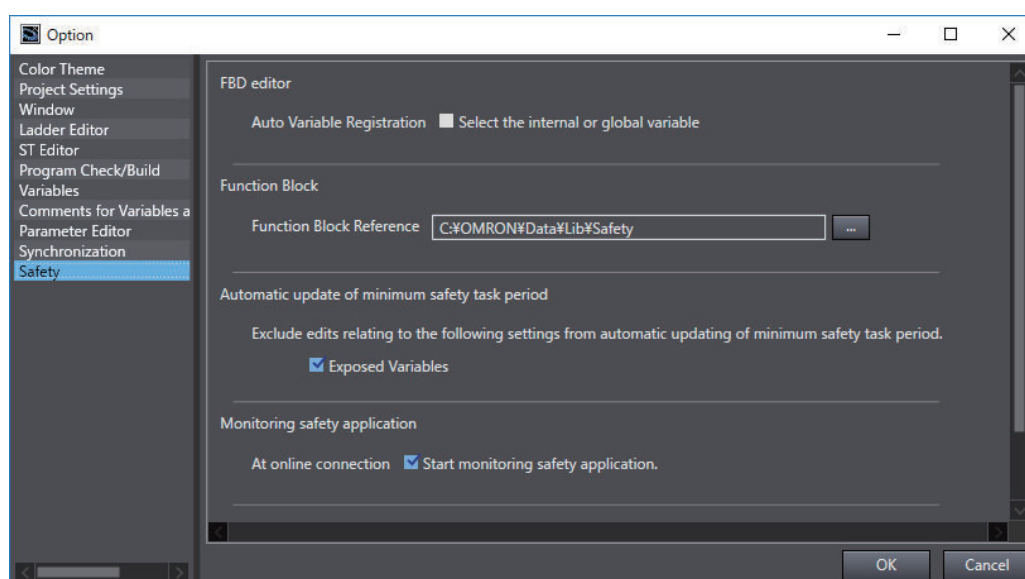 Option
Color Theme
Project Settings
Window
Ladder Editor
ST Editor
Program Check/Build
Variables
Comments for Variables a
Parameter Editor
Synchronization
Safety
FBD editor
Auto Variable Registration Select the internal or global variable
Function Block
Function Block Reference C:¥OMRON¥Data¥Lib¥Safety ...
Automatic update of minimum safety task period
Exclude edits relating to the following settings from automatic updating of minimum safety task period.
Exposed Variables
Monitoring safety application
At online connection Start monitoring safety application.
OK Cancel